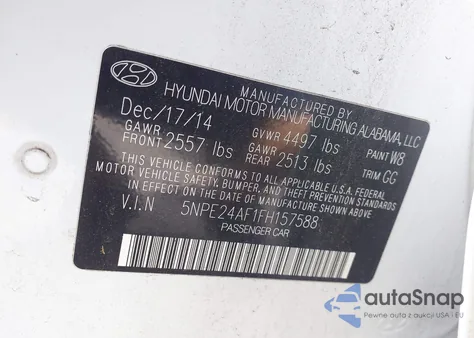 MANUFACTURED BY
HYUNDAI MOTOR MANUFACTURING ALABAMA, LLC
Dec/17/14 GVWR 4497 lbs PAINT W8
GAWR FRONT 2557 lbs GAWR REAR 2513 lbs TRIM GG
THIS VEHICLE CONFORMS TO ALL APPLICABLE U.S.A. FEDERAL
MOTOR VEHICLE SAFETY, BUMPER, AND THEFT PREVENTION STANDARDS
IN EFFECT ON THE DATE OF MANUFACTURE SHOWN ABOVE.
V.I.N 5NPE24AF1FH157588
PASSENGER CAR
autoSnap
Pewne auta z aukcji USA i EU